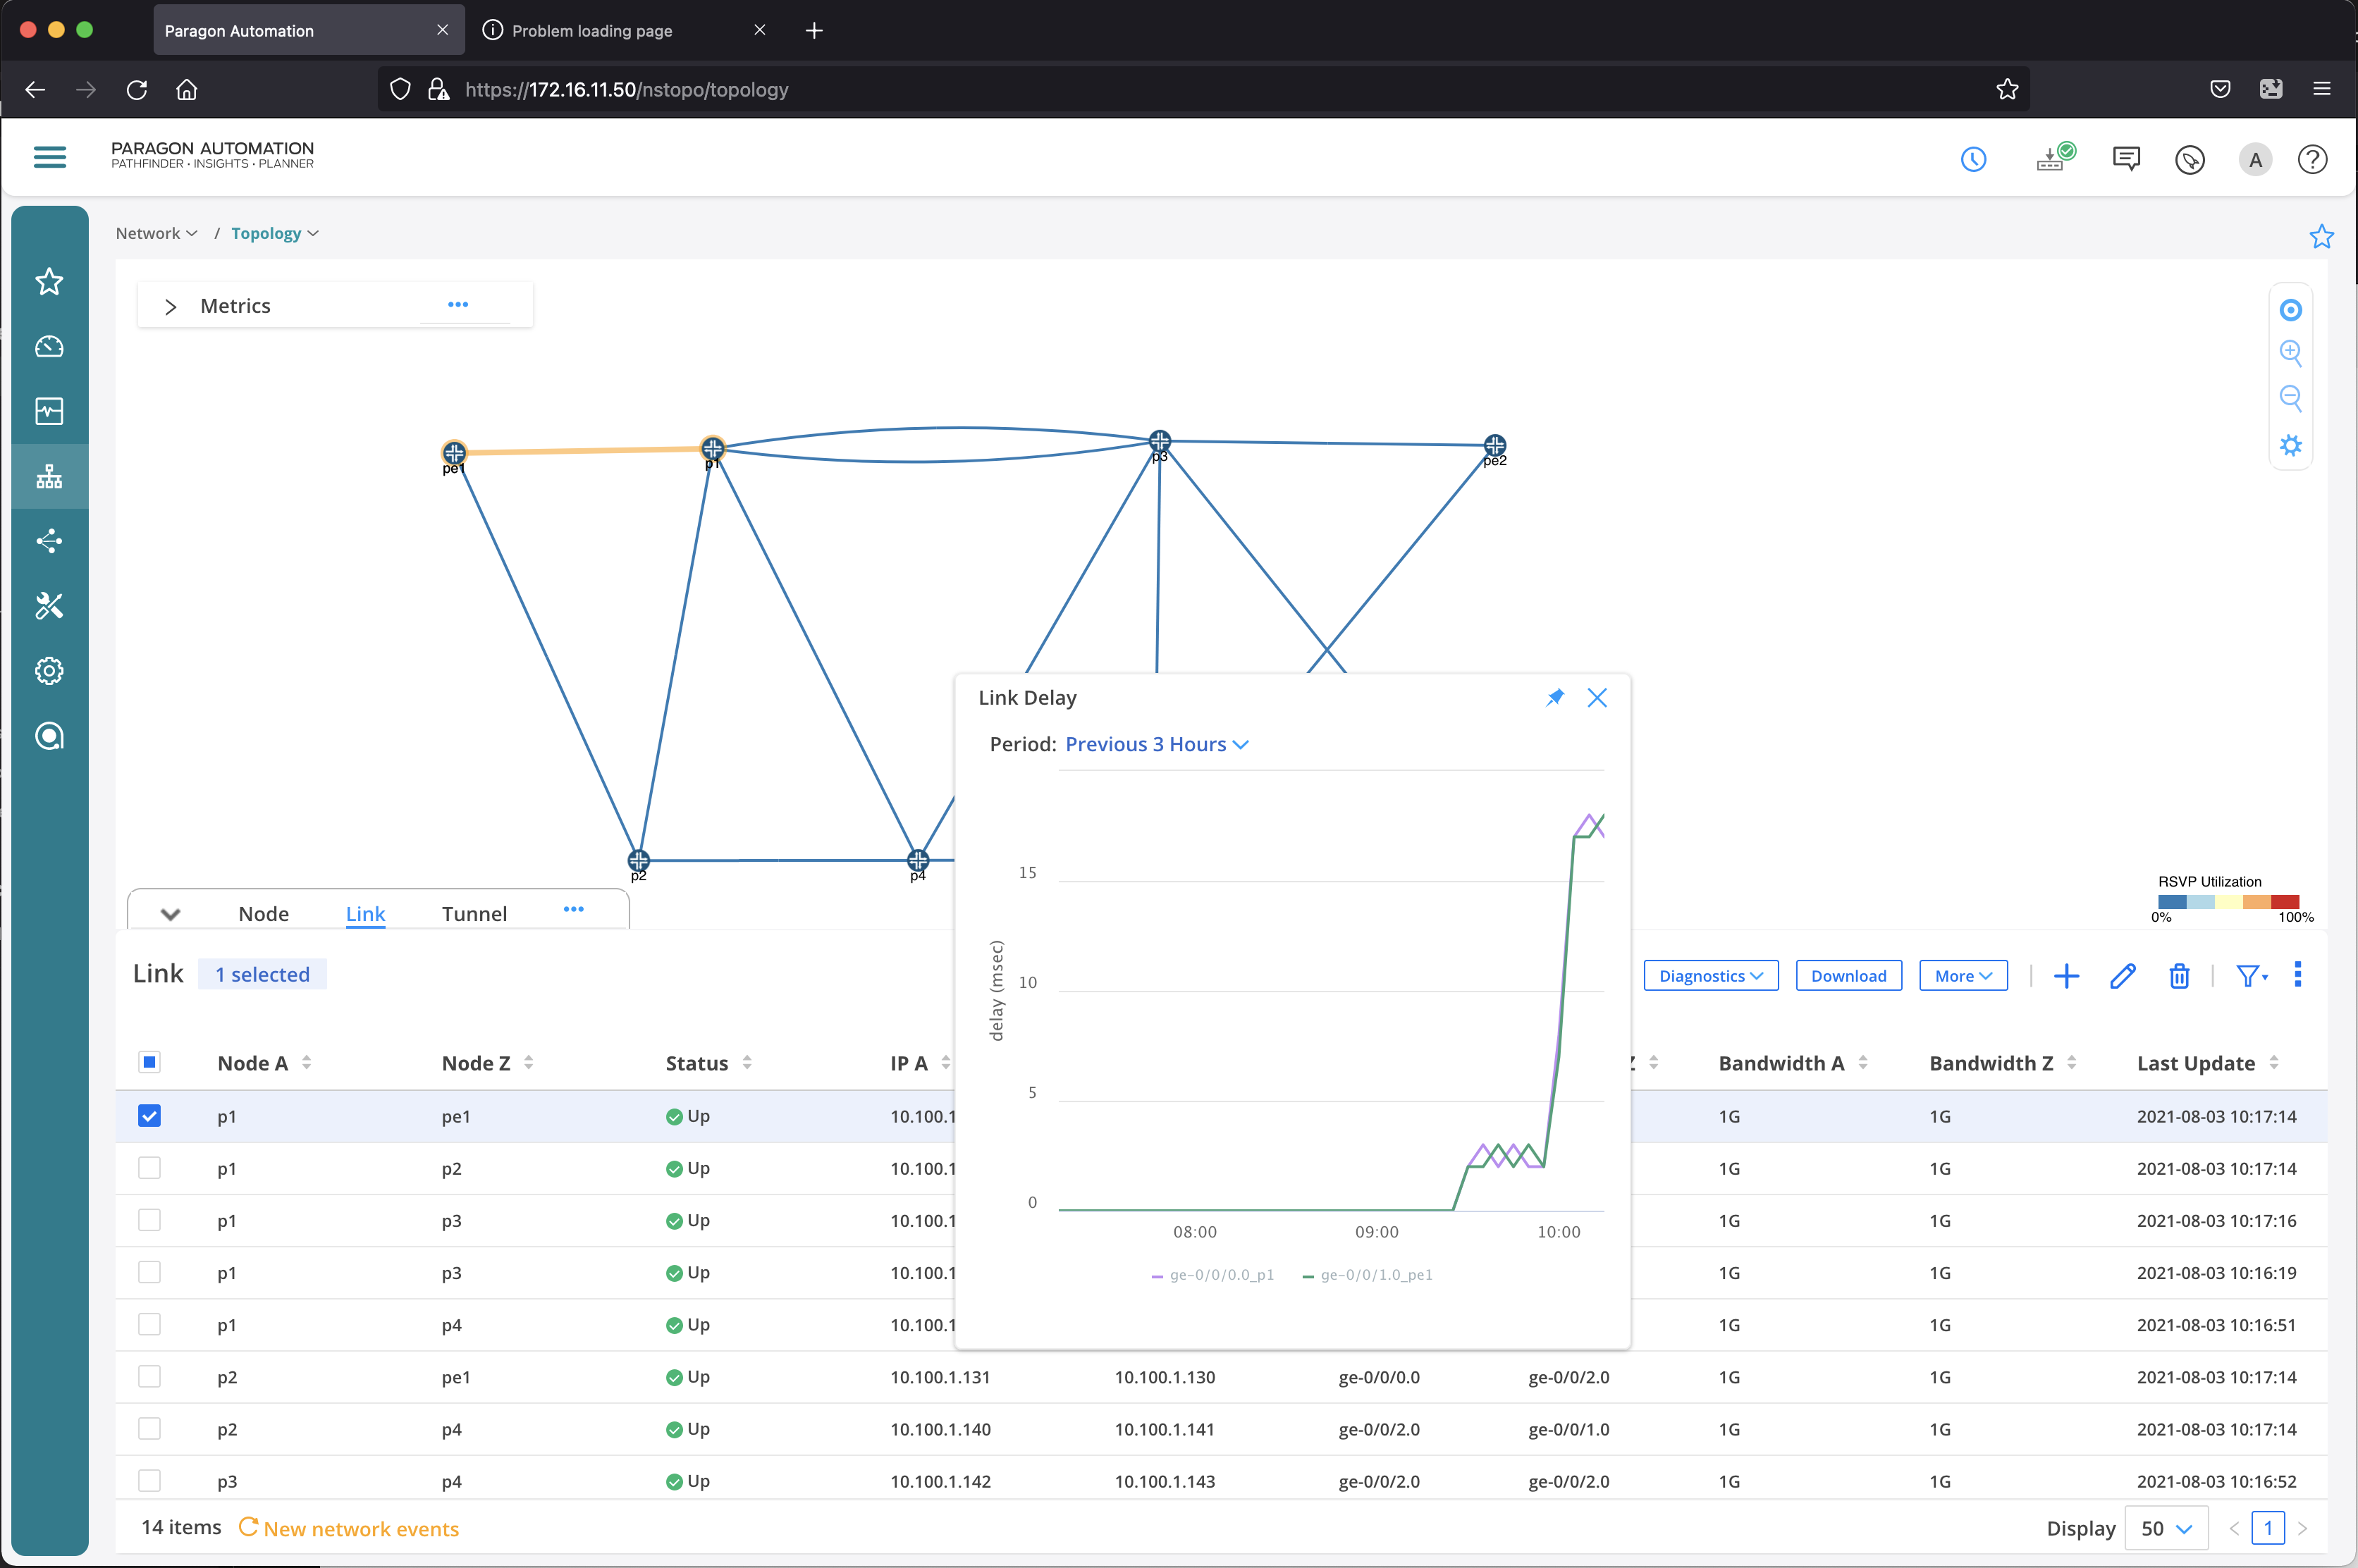 Paragon Automation
Problem loading page
https://172.16.11.50/nstopo/topology
PARAGON AUTOMATION
PATHFINDER • INSIGHTS • PLANNER
A
Network / Topology
Metrics
pe1
p1
p3
pe2
p2
p4
Link Delay
Period: Previous 3 Hours
15
10
5
0
delay (msec)
08:00 09:00 10:00
ge-0/0/0.0_p1 ge-0/0/1.0_pe1
RSVP Utilization
0% 100%
Node Link Tunnel
Link 1 selected
Diagnostics Download More
Node A Node Z Status IP A Bandwidth A Bandwidth Z Last Update
p1 pe1 Up 10.100.1 1G 1G 2021-08-03 10:17:14
p1 p2 Up 10.100.1 1G 1G 2021-08-03 10:17:14
p1 p3 Up 10.100.1 1G 1G 2021-08-03 10:17:16
p1 p3 Up 10.100.1 1G 1G 2021-08-03 10:16:19
p1 p4 Up 10.100.1 1G 1G 2021-08-03 10:16:51
p2 pe1 Up 10.100.1.131 10.100.1.130 ge-0/0/0.0 ge-0/0/2.0 1G 1G 2021-08-03 10:17:14
p2 p4 Up 10.100.1.140 10.100.1.141 ge-0/0/2.0 ge-0/0/1.0 1G 1G 2021-08-03 10:17:14
p3 p4 Up 10.100.1.142 10.100.1.143 ge-0/0/2.0 ge-0/0/2.0 1G 1G 2021-08-03 10:16:52
14 items New network events
Display 50 1